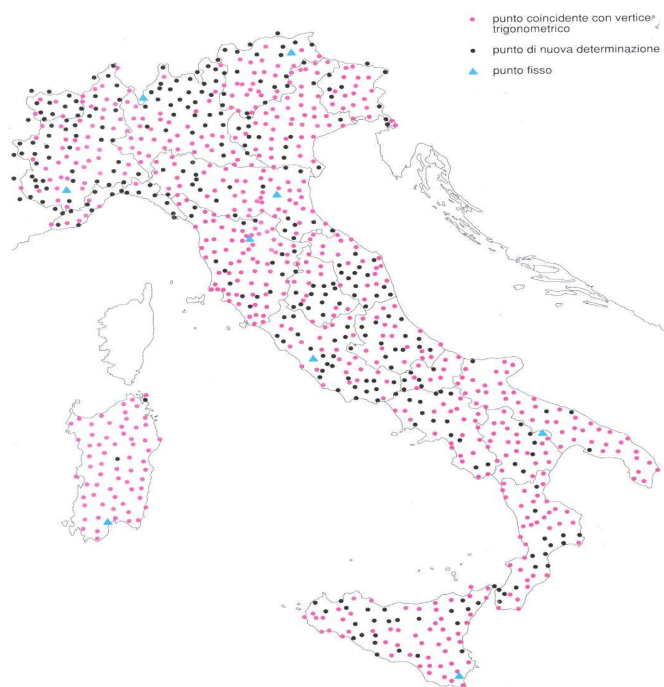 punto coincidente con vertice
trigonometrico
punto di nuova determinazione
punto fisso